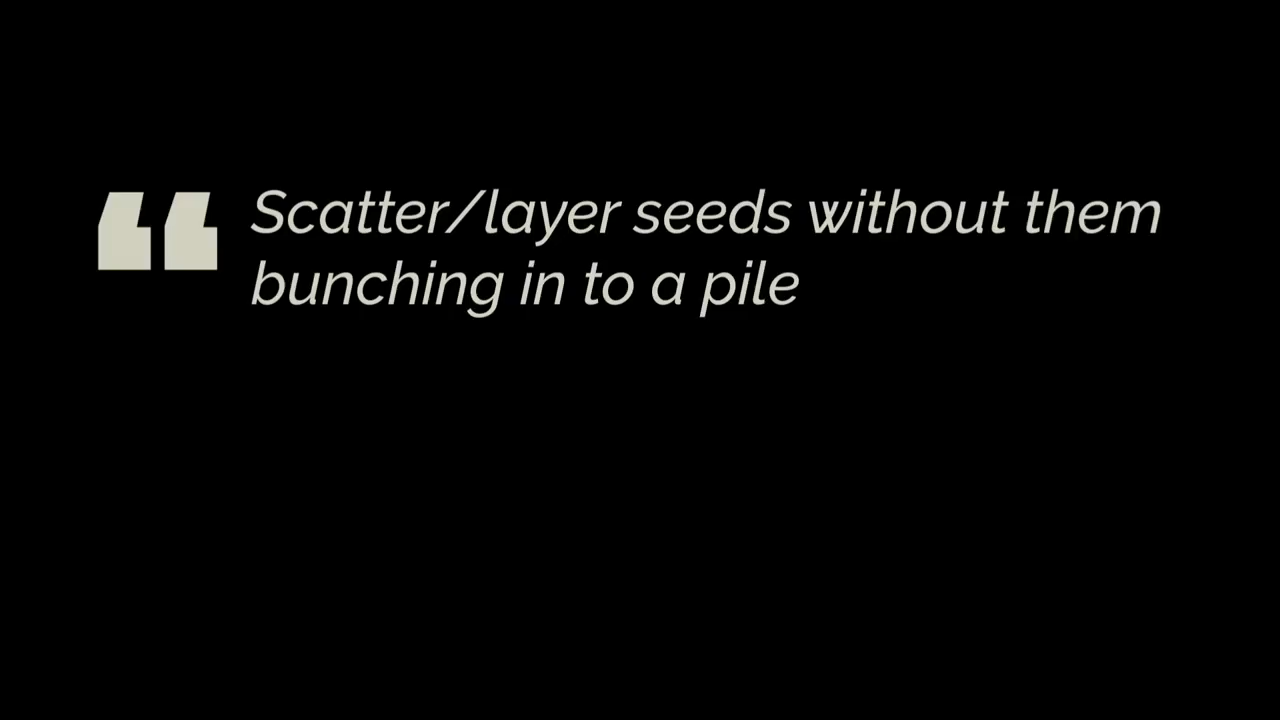 “Scatter/layer seeds without them
bunching in to a pile